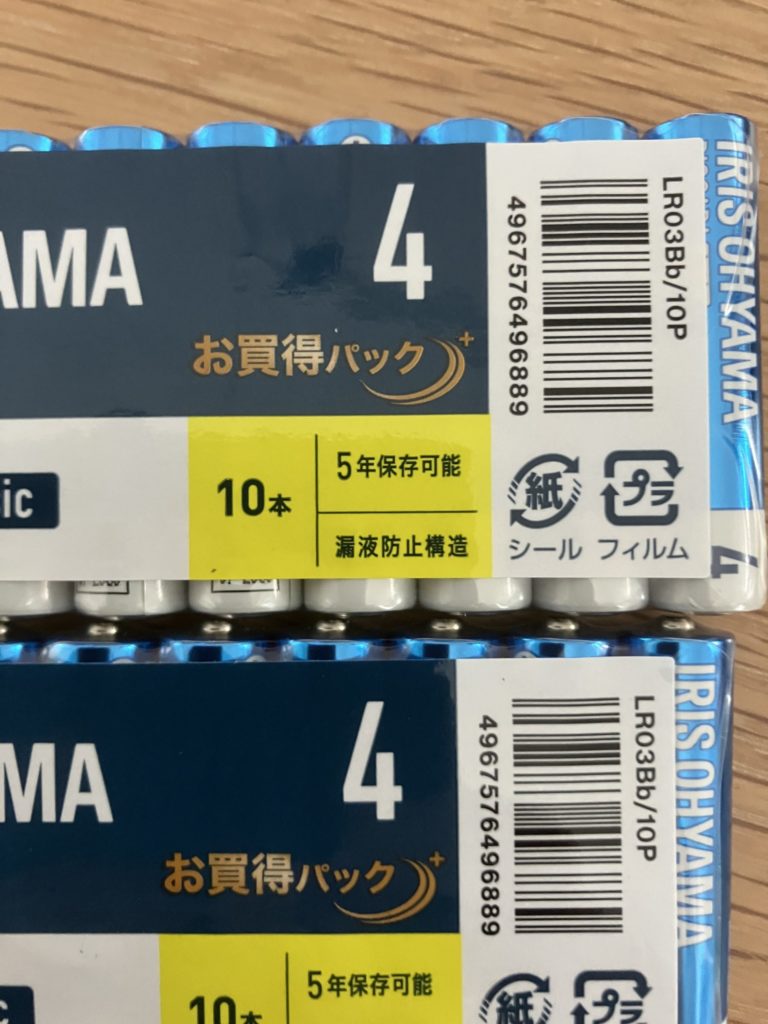 AMA
4
お買得パック+
ic
10本
5年保存可能
漏液防止構造
4967576496889
LR03Bb/10P
紙
シール
プラ
フィルム
IRIS OHYAMA
4
MA
4
お買得パック+
10本
5年保存可能
4967576496889
LR03Bb/10P
紙
プラ
IRIS OHYAMA